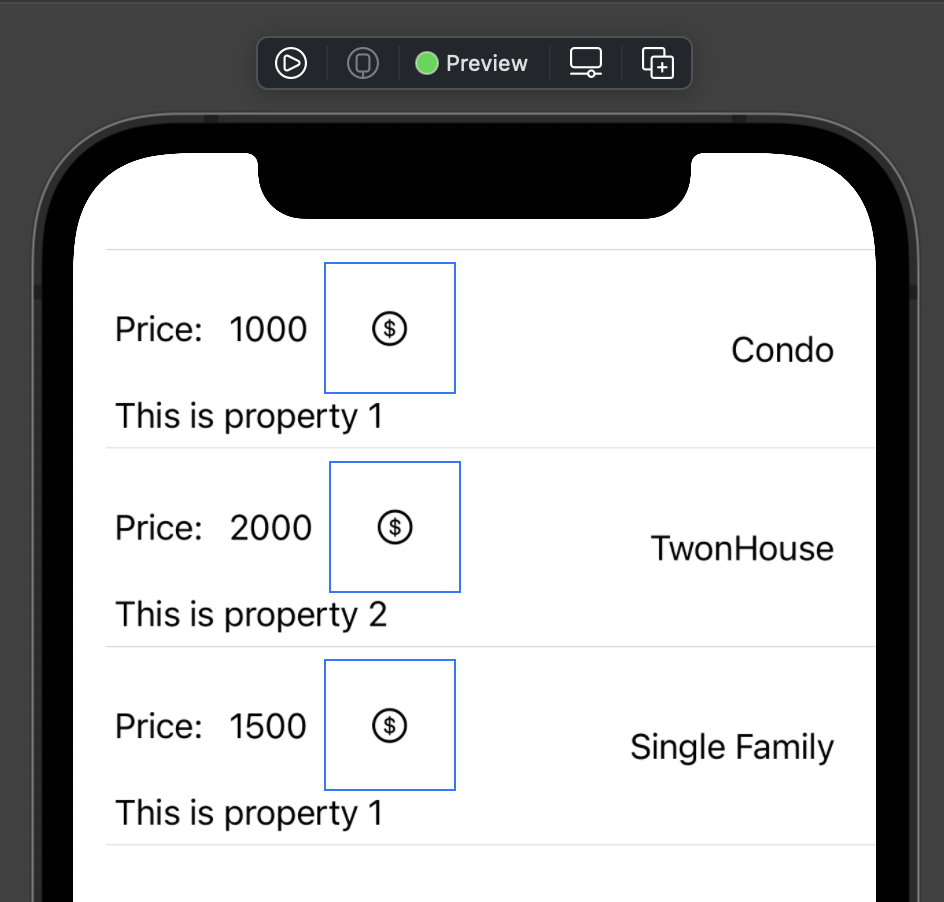 Preview
Price: 1000 $
Condo
This is property 1
Price: 2000 $
TwonHouse
This is property 2
Price: 1500 $
Single Family
This is property 1